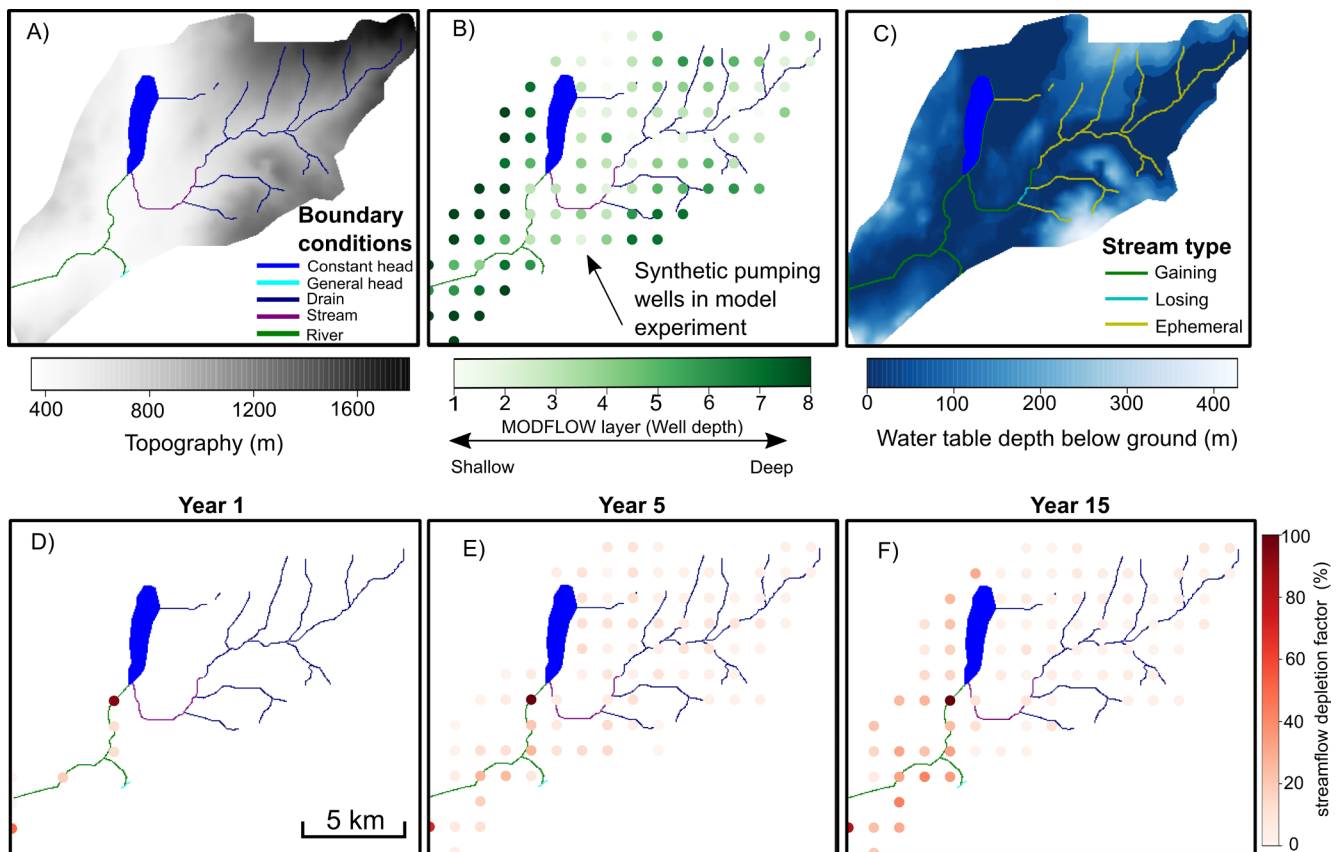 A)
Boundary
conditions
Constant head
General head
Drain
Stream
River
400 800 1200 1600
Topography (m)
B)
Synthetic pumping
wells in model
experiment
1 2 3 4 5 6 7 8
MODFLOW layer (Well depth)
Shallow Deep
C)
Stream type
Gaining
Losing
Ephemeral
0 100 200 300 400
Water table depth below ground (m)
Year 1
D)
5 km
Year 5
E)
Year 15
F)
100
80
60
40
20
0
streamflow depletion factor (%)